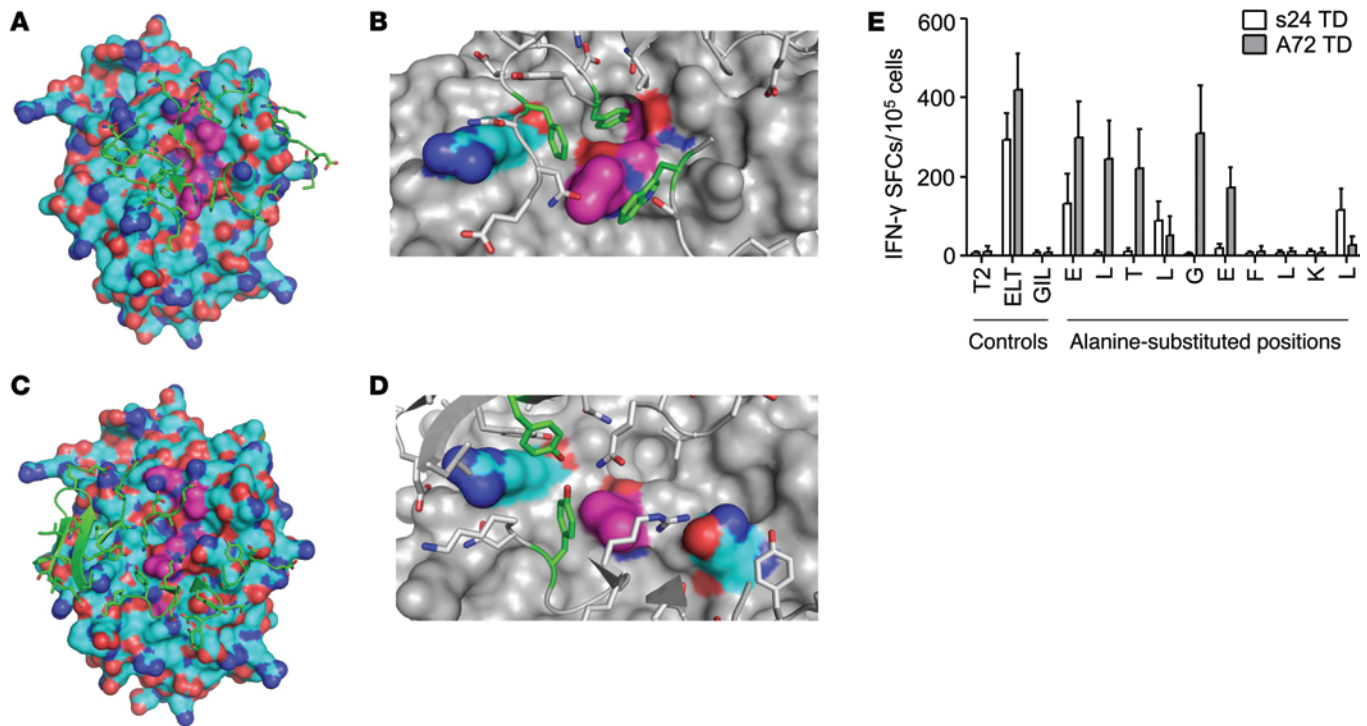 A
B
C
D
E
IFN-γ SFCs/10⁵ cells
600
400
200
0
s24 TD
A72 TD
T2
ELT
GIL
E
L
T
L
G
E
F
L
K
L
Controls
Alanine-substituted positions